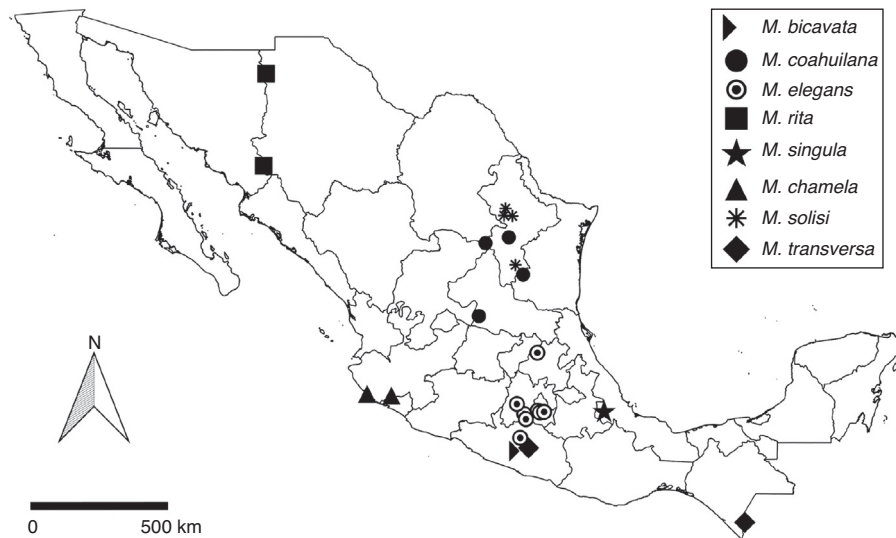 M. bicavata
M. coahuilana
M. elegans
M. rita
M. singula
M. chamela
M. solisi
M. transversa
N
0 500 km